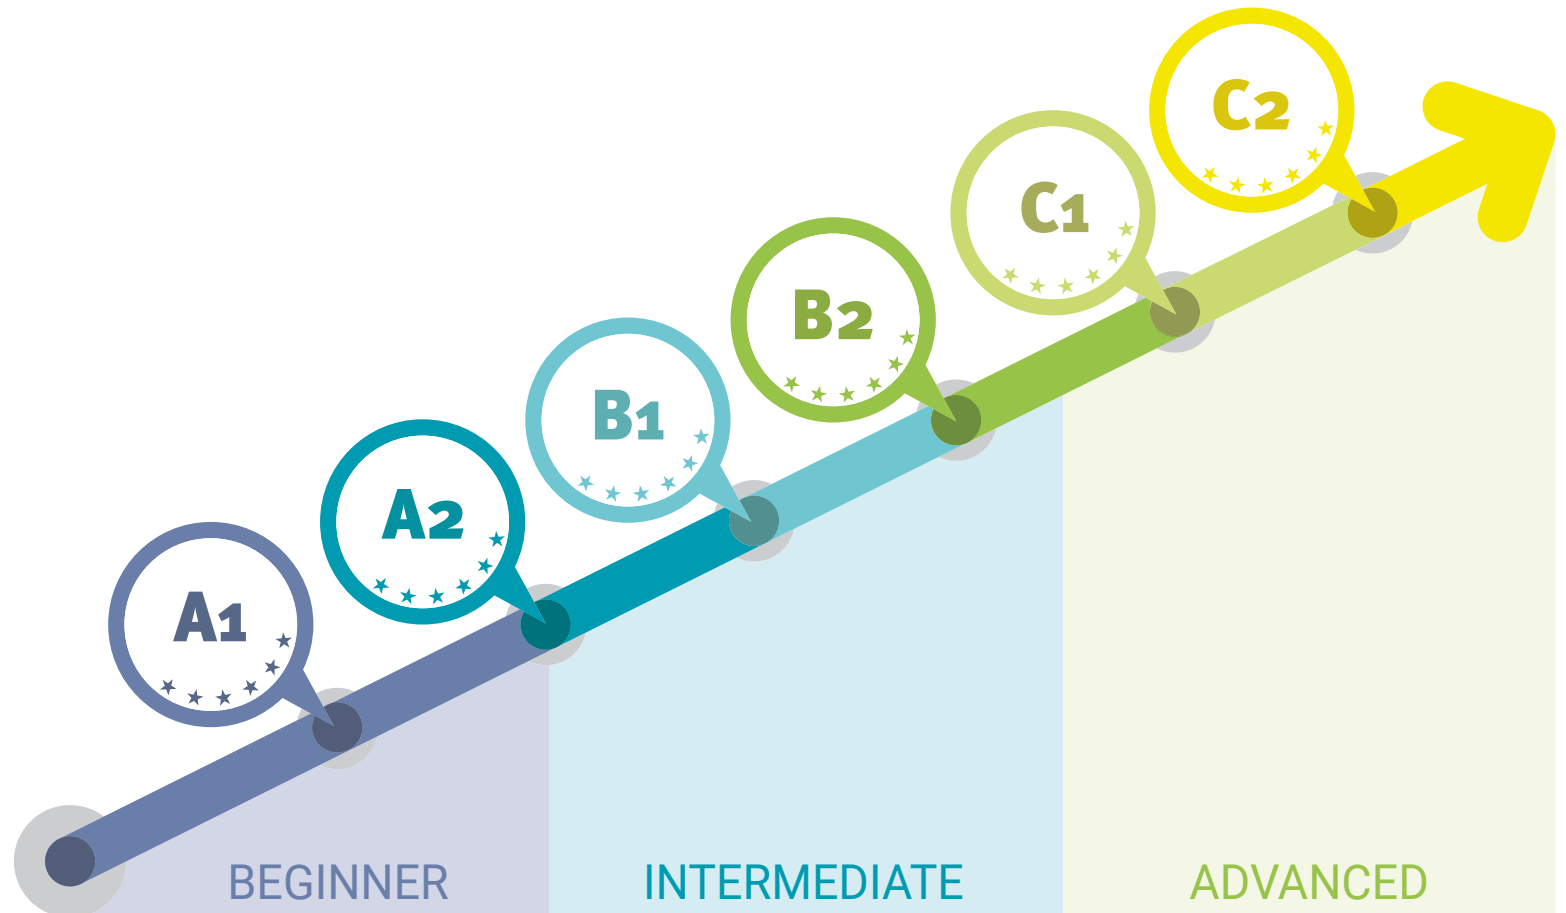 A1
A2
B1
B2
C1
C2
BEGINNER
INTERMEDIATE
ADVANCED